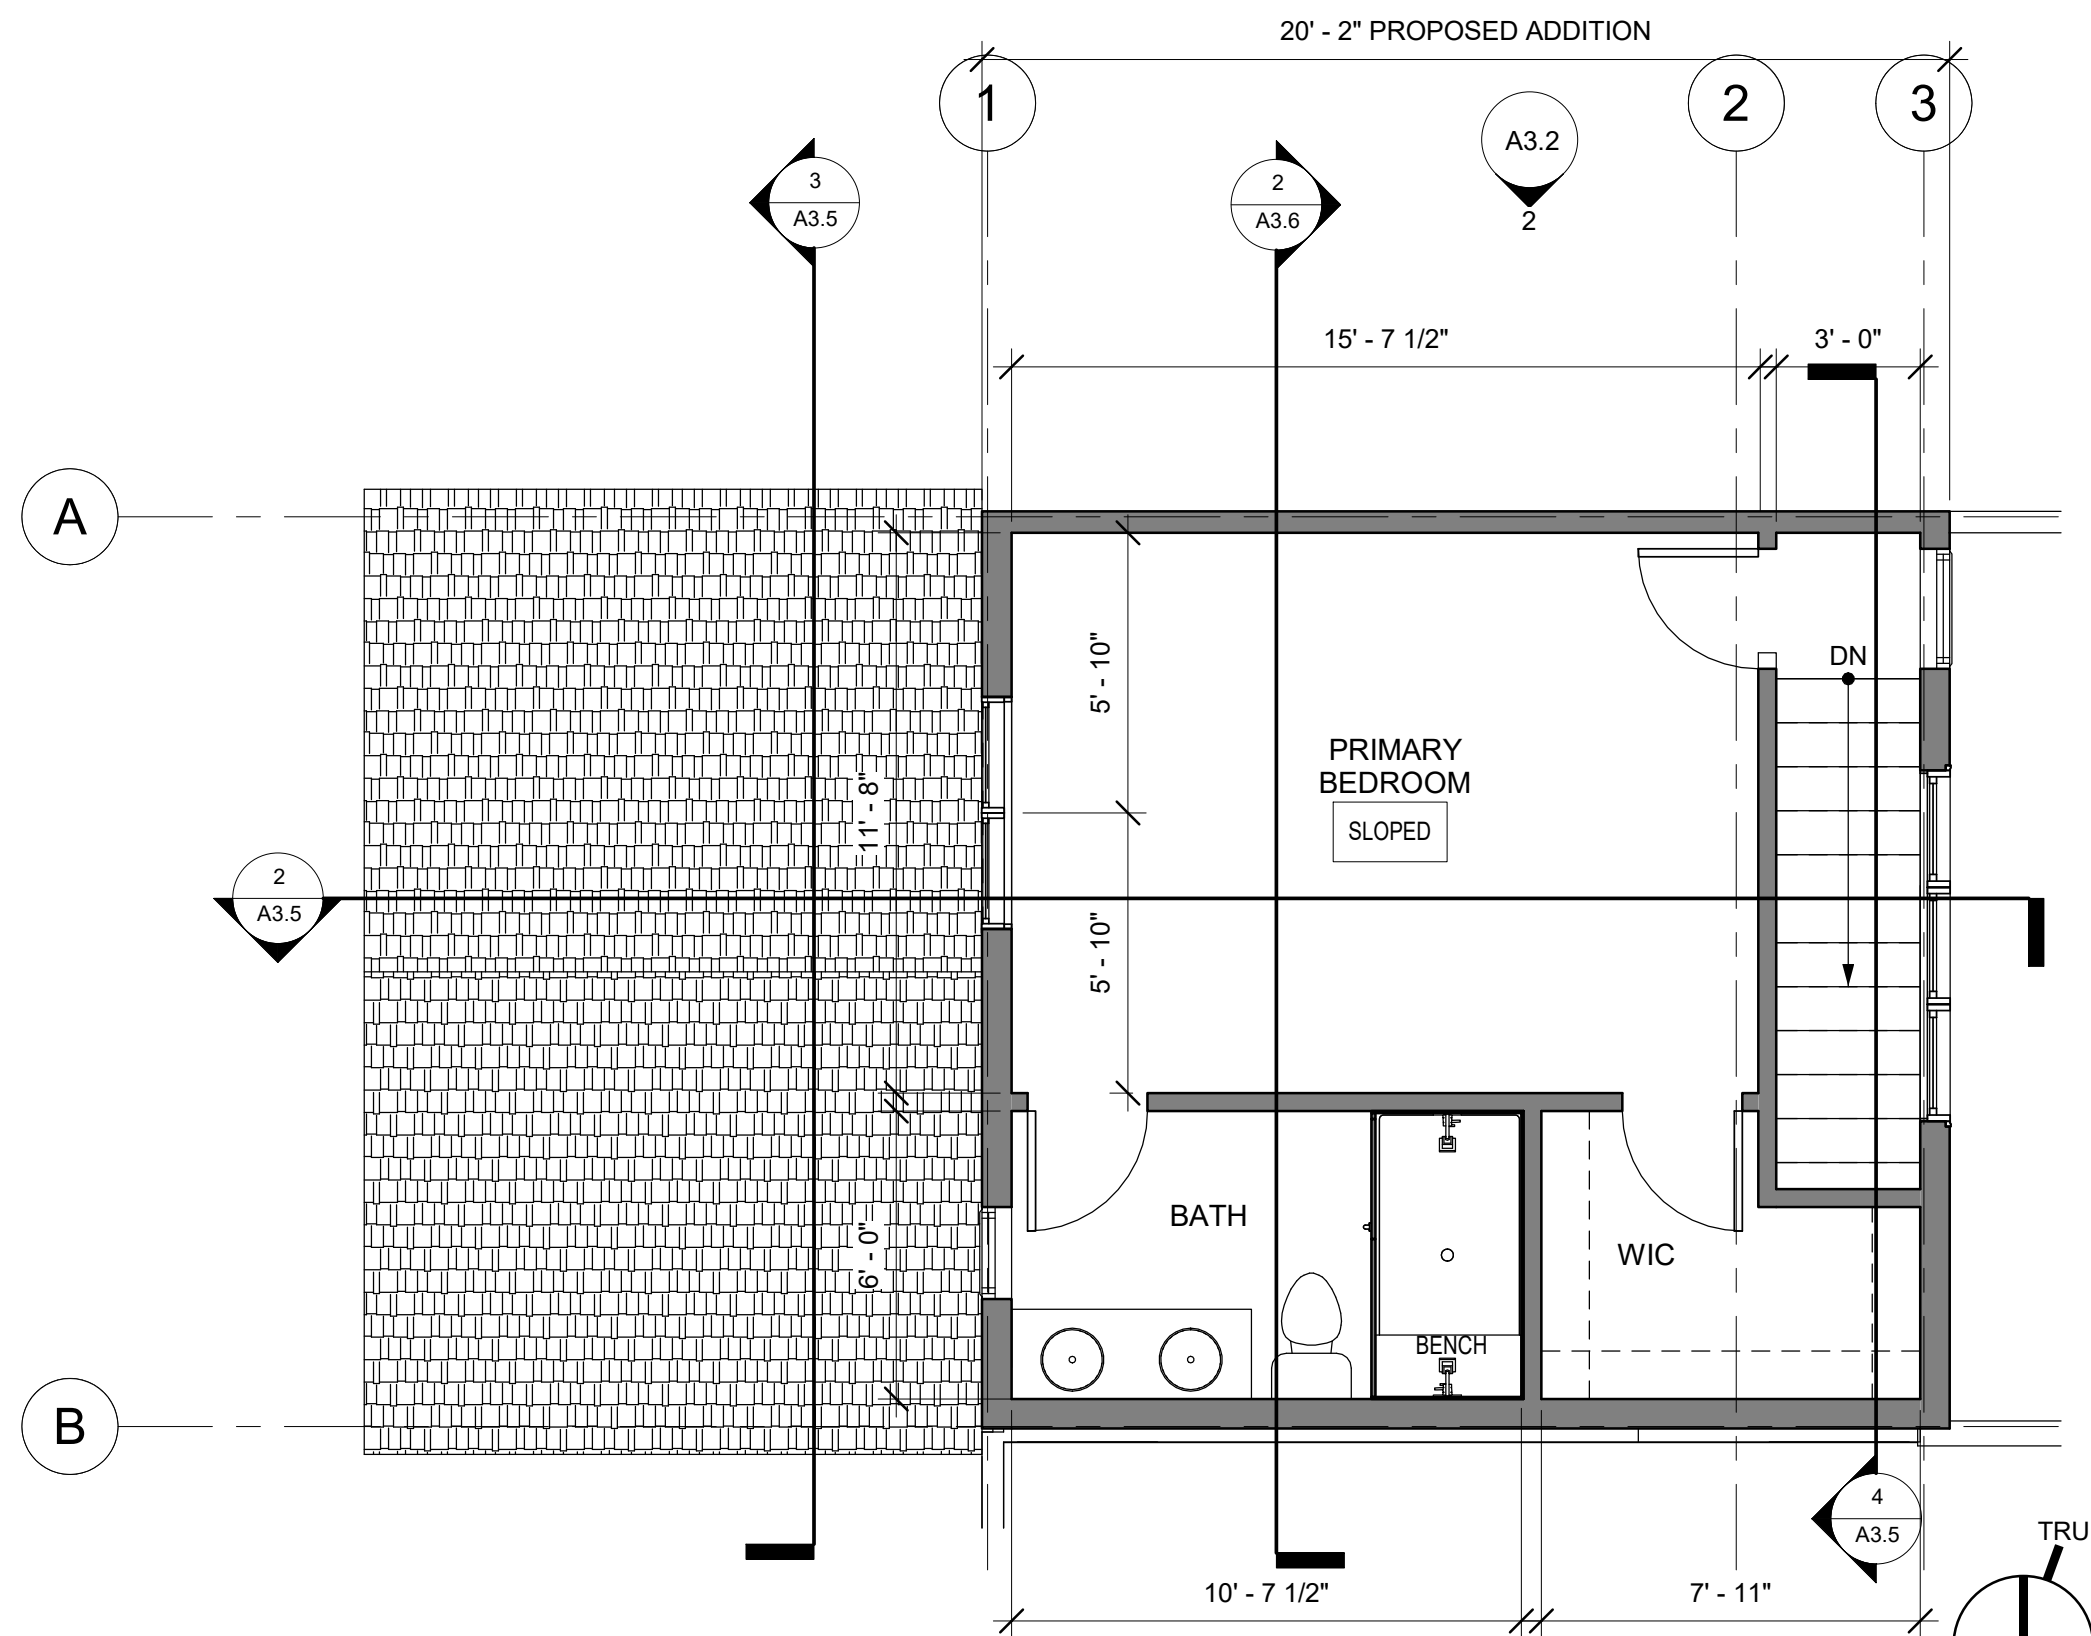 20' - 2" PROPOSED ADDITION
1
2
3
A3.2
2
3
A3.5
2
A3.6
15' - 7 1/2"
3' - 0"
A
5' - 10"
DN
PRIMARY
BEDROOM
SLOPED
11' - 8"
2
A3.5
5' - 10"
BATH
WIC
6' - 0"
BENCH
B
4
A3.5
TRU
10' - 7 1/2"
7' - 11"